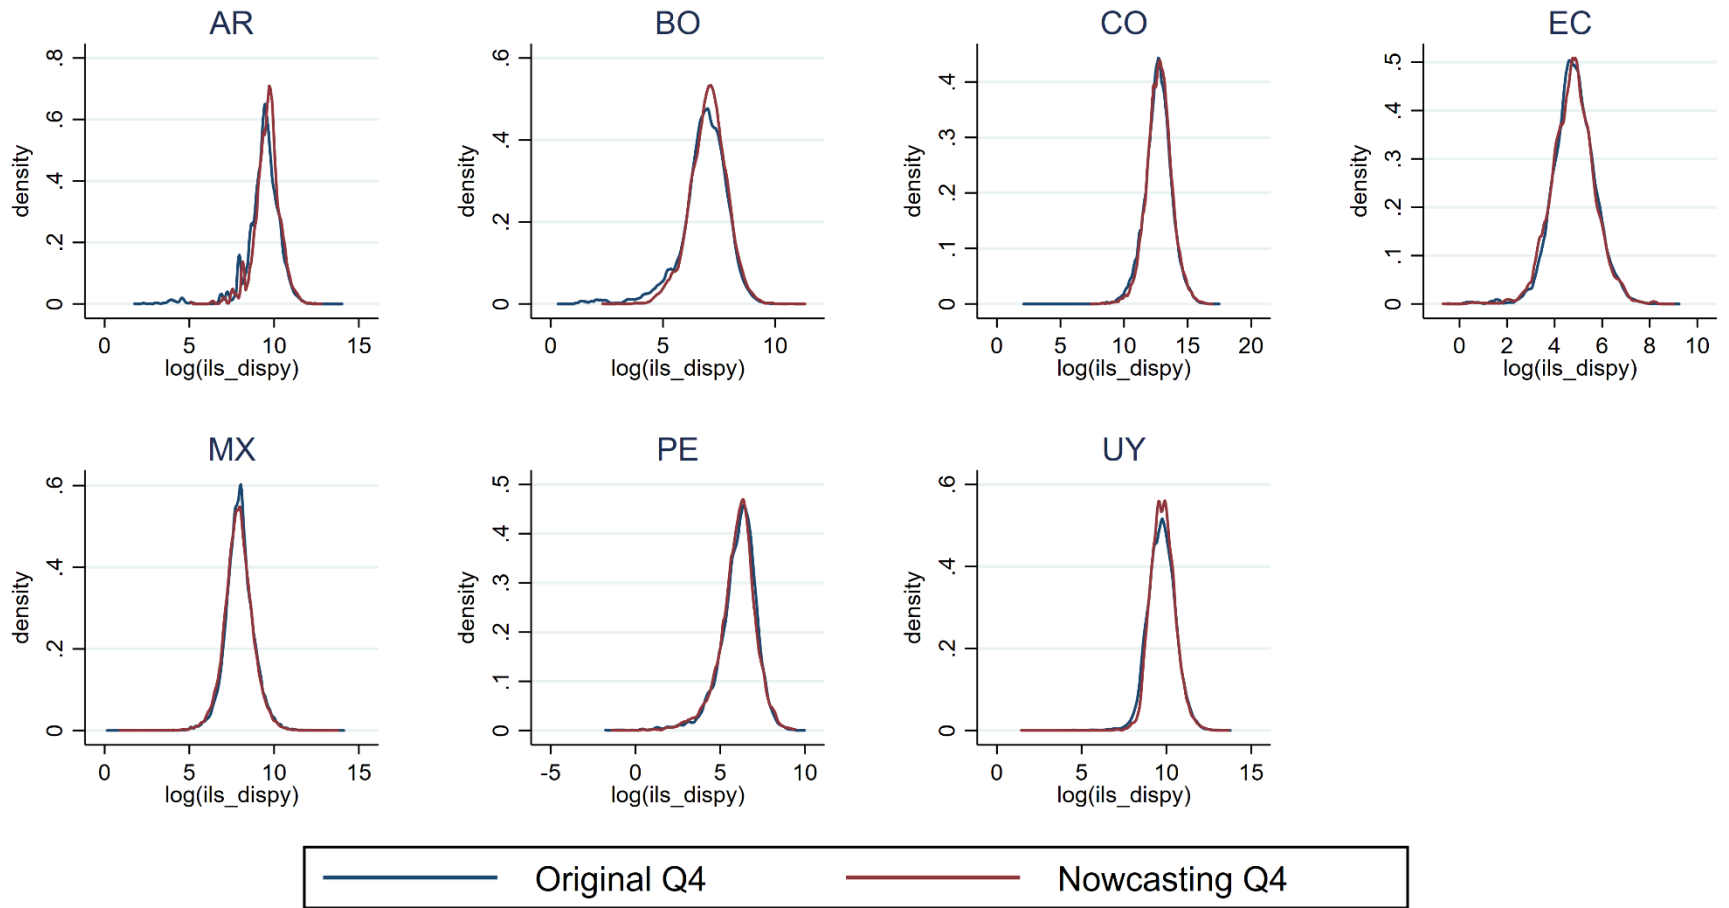 AR
BO
CO
EC
density
0 .2 .4 .6 .8
0 5 10 15
log(ils_dispy)
density
0 .2 .4 .6
0 5 10
log(ils_dispy)
density
0 .1 .2 .3 .4
0 5 10 15 20
log(ils_dispy)
density
0 .1 .2 .3 .4 .5
0 2 4 6 8 10
log(ils_dispy)
MX
PE
UY
density
0 .2 .4 .6
0 5 10 15
log(ils_dispy)
density
0 .1 .2 .3 .4 .5
-5 0 5 10
log(ils_dispy)
density
0 .2 .4 .6
0 5 10 15
log(ils_dispy)
Original Q4
Nowcasting Q4